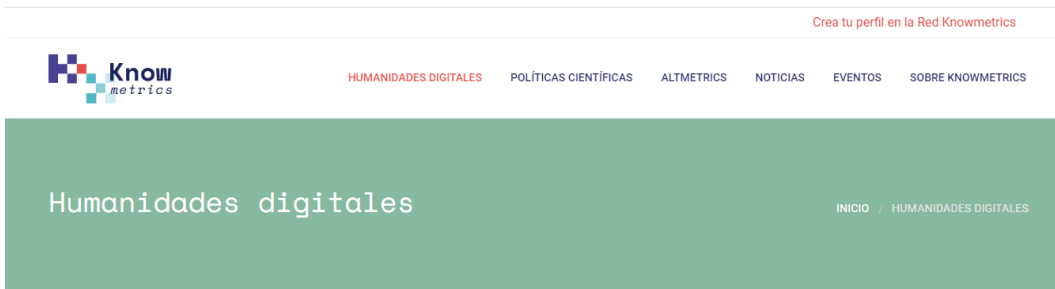 Crea tu perfil en la Red Knowmetrics
Know
metrics
HUMANIDADES DIGITALES POLÍTICAS CIENTÍFICAS ALTMETRICS NOTICIAS EVENTOS SOBRE KNOWMETRICS
Humanidades digitales
INICIO / HUMANIDADES DIGITALES